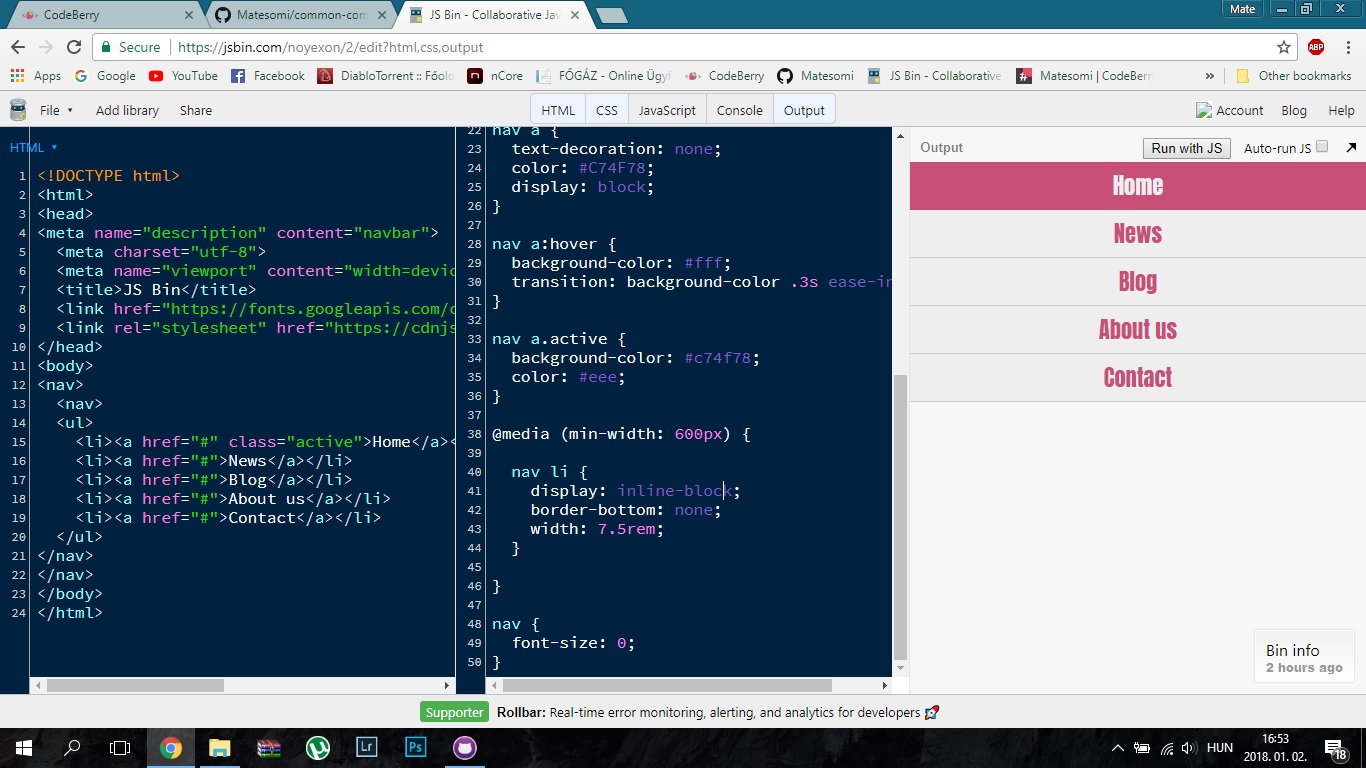 CodeBerry
Matesomi/common-com
JS Bin - Collaborative Jav
Mate
Secure
https://jsbin.com/noyexon/2/edit?html,css,output
ABP
Apps
Google
YouTube
Facebook
DiabloTorrent :: Főold
nCore
FŐGÁZ - Online Ügyf
CodeBerry
Matesomi
JS Bin - Collaborative
Matesomi | CodeBerr
»
Other bookmarks
File
Add library
Share
HTML
CSS
JavaScript
Console
Output
Account
Blog
Help
HTML
1 <!DOCTYPE html>
2 <html>
3 <head>
4 <meta name="description" content="navbar">
5 <meta charset="utf-8">
6 <meta name="viewport" content="width=devic
7 <title>JS Bin</title>
8 <link href="https://fonts.googleapis.com/c
9 <link rel="stylesheet" href="https://cdnjs
10 </head>
11 <body>
12 <nav>
13 <nav>
14 <ul>
15 <li><a href="#" class="active">Home</a><
16 <li><a href="#">News</a></li>
17 <li><a href="#">Blog</a></li>
18 <li><a href="#">About us</a></li>
19 <li><a href="#">Contact</a></li>
20 </ul>
21 </nav>
22 </nav>
23 </body>
24 </html>
22 nav a {
23 text-decoration: none;
24 color: #C74F78;
25 display: block;
26 }
27
28 nav a:hover {
29 background-color: #fff;
30 transition: background-color .3s ease-in
31 }
32
33 nav a.active {
34 background-color: #c74f78;
35 color: #eee;
36 }
37
38 @media (min-width: 600px) {
39
40 nav li {
41 display: inline-block;
42 border-bottom: none;
43 width: 7.5rem;
44 }
45
46 }
47
48 nav {
49 font-size: 0;
50 }
Output
Run with JS
Auto-run JS
Home
News
Blog
About us
Contact
Bin info
2 hours ago
Supporter
Rollbar: Real-time error monitoring, alerting, and analytics for developers 🚀
Lr
Ps
HUN
16:53
2018. 01. 02.
18